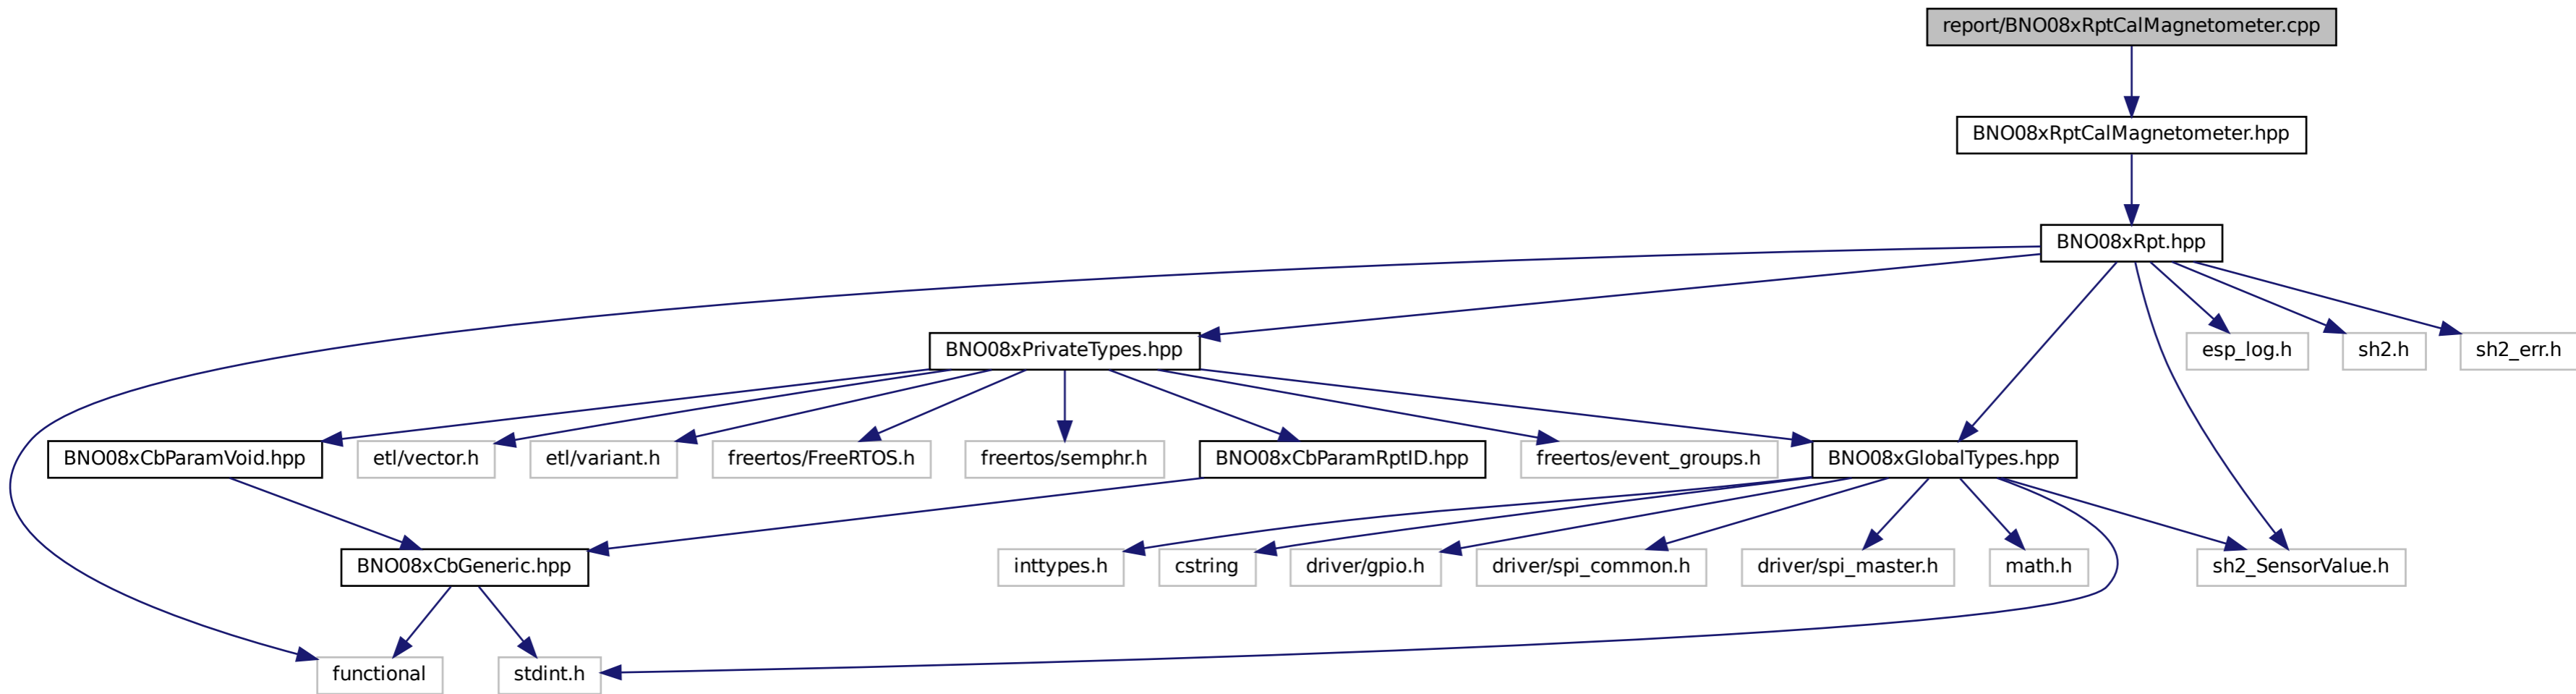 report/BNO08xRptCalMagnetometer.cpp
BNO08xRptCalMagnetometer.hpp
BNO08xRpt.hpp
BNO08xPrivateTypes.hpp
esp_log.h
sh2.h
sh2_err.h
BNO08xCbParamVoid.hpp
etl/vector.h
etl/variant.h
freertos/FreeRTOS.h
freertos/semphr.h
BNO08xCbParamRptID.hpp
freertos/event_groups.h
BNO08xGlobalTypes.hpp
BNO08xCbGeneric.hpp
inttypes.h
cstring
driver/gpio.h
driver/spi_common.h
driver/spi_master.h
math.h
sh2_SensorValue.h
functional
stdint.h